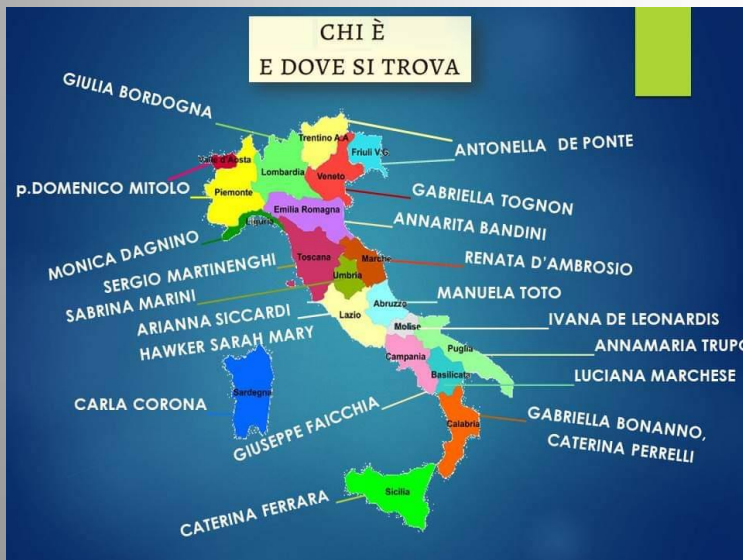 CHI È
E DOVE SI TROVA
GIULIA BORDOGNA
ANTONELLA DE PONTE
p.DOMENICO MITOLO
GABRIELLA TOGNON
ANNARITA BANDINI
MONICA DAGNINO
SERGIO MARTINENGHI
SABRINA MARINI
RENATA D'AMBROSIO
MANUELA TOTO
ARIANNA SICCARDI
HAWKER SARAH MARY
IVANA DE LEONARDIS
ANNAMARIA TRUPO
LUCIANA MARCHESE
CARLA CORONA
GIUSEPPE FAICCHIA
GABRIELLA BONANNO,
CATERINA PERRELLI
CATERINA FERRARA
Trentino A.A
Friuli V.G
Valle d'Aosta
Lombardia
Veneto
Piemonte
Emilia Romagna
Liguria
Toscana
Marche
Umbria
Lazio
Abruzzo
Molise
Campania
Puglia
Basilicata
Sardegna
Calabria
Sicilia